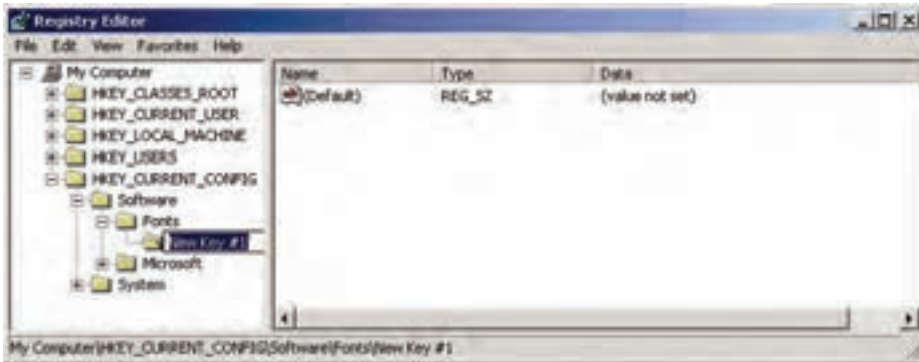 Registry Editor
File Edit View Favorites Help
My Computer
HKEY_CLASSES_ROOT
HKEY_CURRENT_USER
HKEY_LOCAL_MACHINE
HKEY_USERS
HKEY_CURRENT_CONFIG
Software
Fonts
New Key #1
Microsoft
System
Name Type Data
(Default) REG_SZ (value not set)
My Computer\HKEY_CURRENT_CONFIG\Software\Fonts\New Key #1